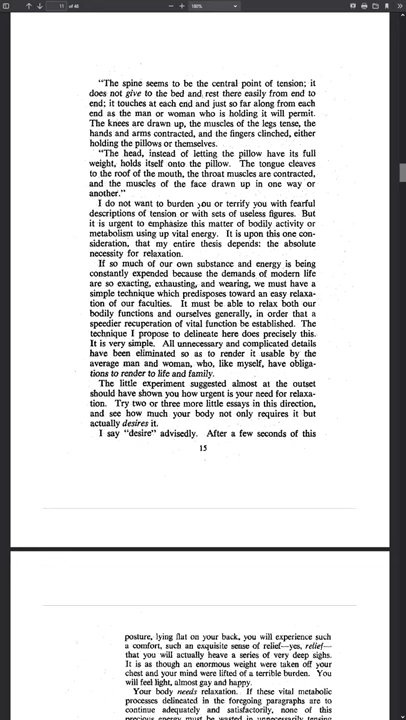 11 of 48
180%
"The spine seems to be the central point of tension; it
does not give to the bed and rest there easily from end to
end; it touches at each end and just so far along from each
end as the man or woman who is holding it will permit.
The knees are drawn up, the muscles of the legs tense, the
hands and arms contracted, and the fingers clinched, either
holding the pillows or themselves.
"The head, instead of letting the pillow have its full
weight, holds itself onto the pillow. The tongue cleaves
to the roof of the mouth, the throat muscles are contracted,
and the muscles of the face drawn up in one way or
another."
I do not want to burden you or terrify you with fearful
descriptions of tension or with sets of useless figures. But
it is urgent to emphasize this matter of bodily activity or
metabolism using up vital energy. It is upon this one con-
sideration, that my entire thesis depends: the absolute
necessity for relaxation.
If so much of our own substance and energy is being
constantly expended because the demands of modern life
are so exacting, exhausting, and wearing, we must have a
simple technique which predisposes toward an easy relaxa-
tion of our faculties. It must be able to relax both our
bodily functions and ourselves generally, in order that a
speedier recuperation of vital function be established. The
technique I propose to delineate here does precisely this.
It is very simple. All unnecessary and complicated details
have been eliminated so as to render it usable by the
average man and woman, who, like myself, have obliga-
tions to render to life and family.
The little experiment suggested almost at the outset
should have shown you how urgent is your need for relaxa-
tion. Try two or three more little essays in this direction,
and see how much your body not only requires it but
actually desires it.
I say "desire" advisedly. After a few seconds of this
15
posture, lying flat on your back, you will experience such
a comfort, such an exquisite sense of relief—yes, relief—
that you will actually heave a series of very deep sighs.
It is as though an enormous weight were taken off your
chest and your mind were lifted of a terrible burden. You
will feel light, almost gay and happy.
Your body needs relaxation. If these vital metabolic
processes delineated in the foregoing paragraphs are to
continue adequately and satisfactorily, none of this
precious energy must be wasted in unnecessarily tensing